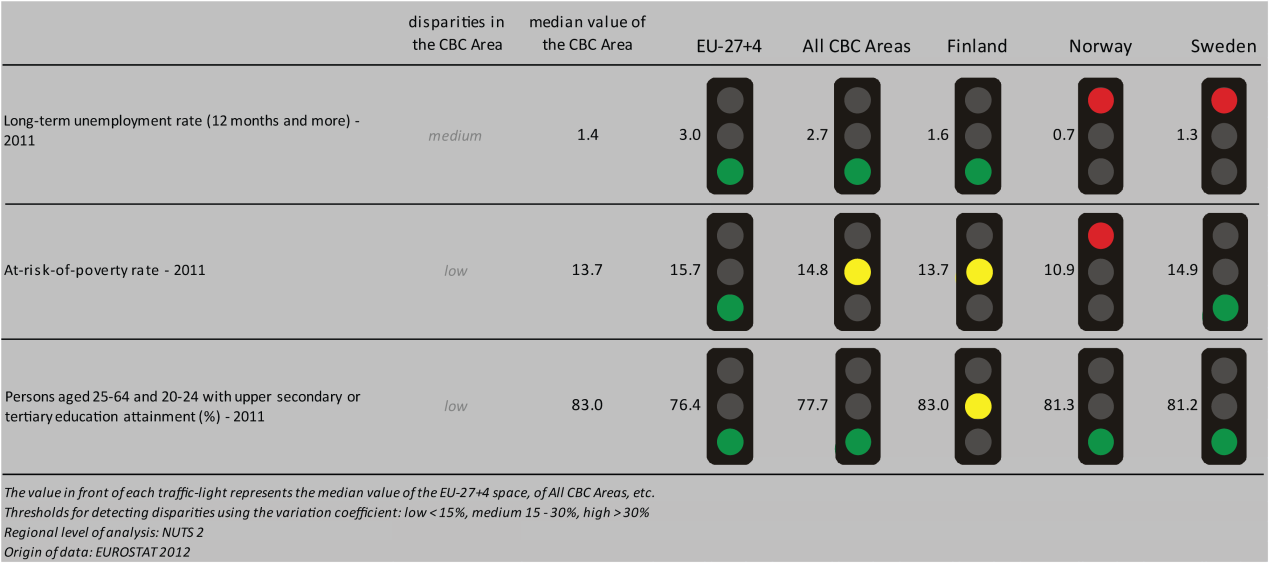 disparities in the CBC Area median value of the CBC Area EU-27+4 All CBC Areas Finland Norway Sweden
Long-term unemployment rate (12 months and more) -
2011
medium 1.4 3.0 2.7 1.6 0.7 1.3
At-risk-of-poverty rate - 2011 low 13.7 15.7 14.8 13.7 10.9 14.9
Persons aged 25-64 and 20-24 with upper secondary or
tertiary education attainment (%) - 2011
low 83.0 76.4 77.7 83.0 81.3 81.2
The value in front of each traffic-light represents the median value of the EU-27+4 space, of All CBC Areas, etc.
Thresholds for detecting disparities using the variation coefficient: low < 15%, medium 15 - 30%, high > 30%
Regional level of analysis: NUTS 2
Origin of data: EUROSTAT 2012